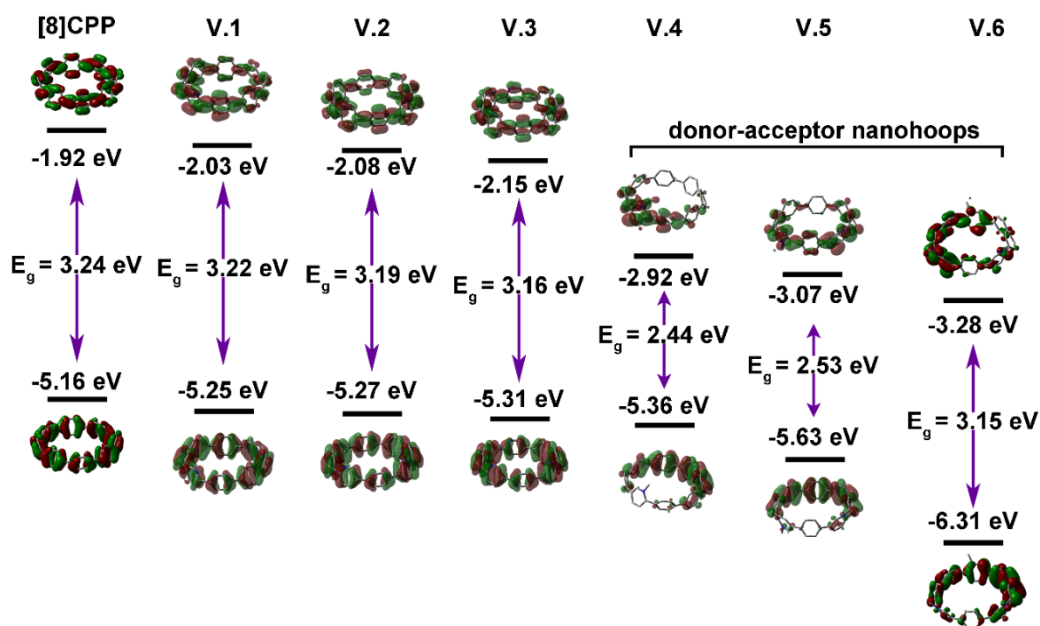 [8]CPP V.1 V.2 V.3 V.4 V.5 V.6
donor-acceptor nanohoops
-1.92 eV
-2.03 eV
-2.08 eV
-2.15 eV
-2.92 eV
-3.07 eV
-3.28 eV
Eg = 3.24 eV
Eg = 3.22 eV
Eg = 3.19 eV
Eg = 3.16 eV
Eg = 2.44 eV
Eg = 2.53 eV
Eg = 3.15 eV
-5.16 eV
-5.25 eV
-5.27 eV
-5.31 eV
-5.36 eV
-5.63 eV
-6.31 eV